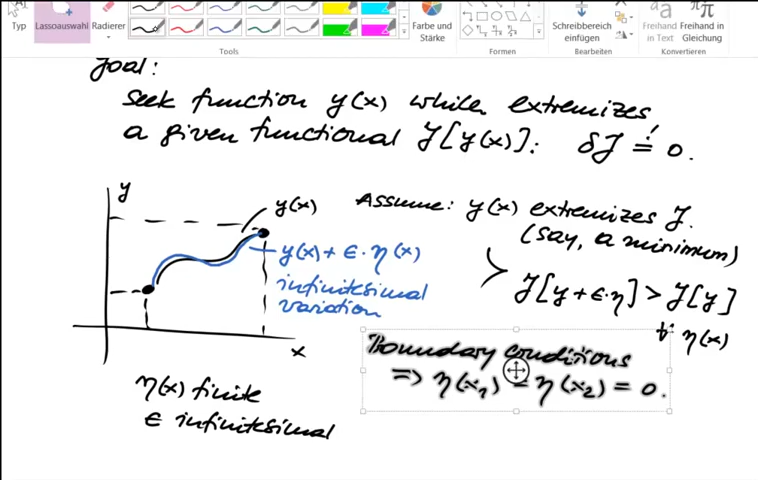 Typ
Lassoauswahl
Radierer
Farbe und
Stärke
Schreibbereich
einfügen
Freihand
in Text
Freihand in
Gleichung
Tools
Formen
Bearbeiten
Konvertieren
Goal:
Seek function y(x) while extremizes
a given functional J[y(x)]: δJ != 0.
y
y(x)
Assume: y(x) extremizes J.
(say, a minimum)
y(x) + ϵ·η(x)
infinitesimal
variation
> J[y+ϵ·η] > J[y]
∀ η(x)
x
Boundary conditions
=> η(x₁) = η(x₂) = 0.
η(x) finite
ϵ infinitesimal